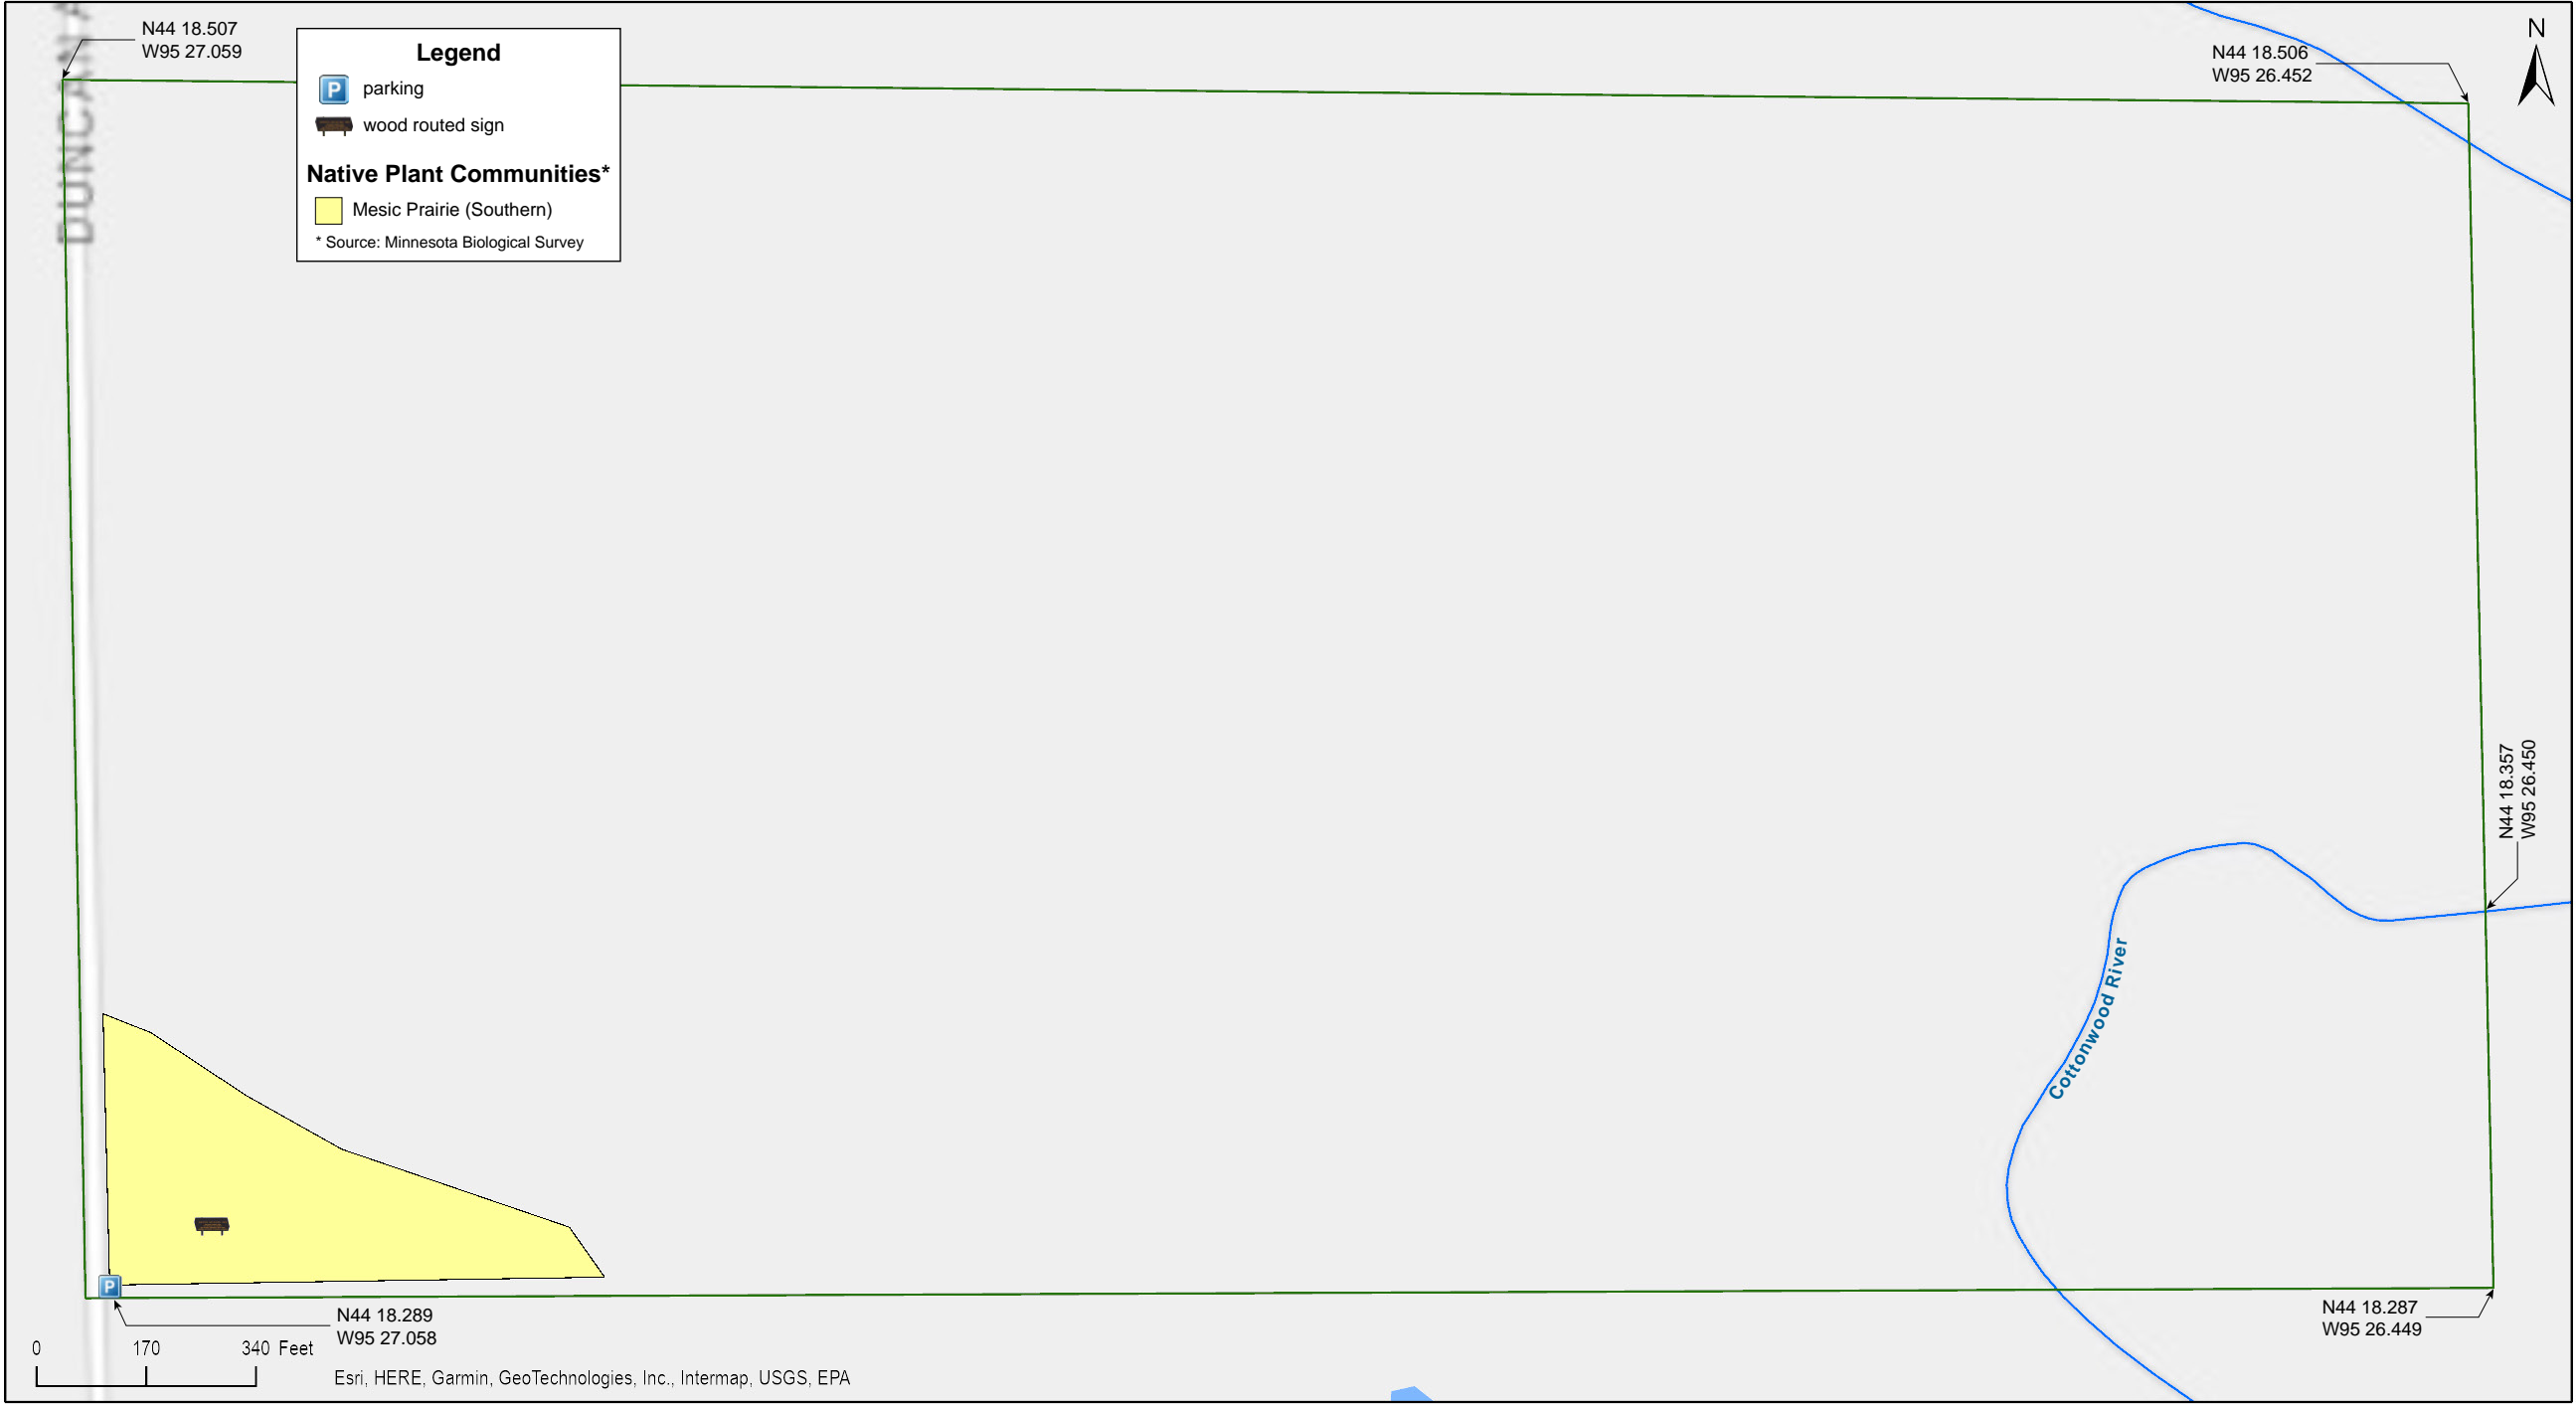 N44 18.507
W95 27.059
DUNCAN A
Legend
P parking
wood routed sign
Native Plant Communities*
Mesic Prairie (Southern)
* Source: Minnesota Biological Survey
N44 18.506
W95 26.452
N
N44 18.357
W95 26.450
Cottonwood River
P
N44 18.289
W95 27.058
N44 18.287
W95 26.449
0 170 340 Feet
Esri, HERE, Garmin, GeoTechnologies, Inc., Intermap, USGS, EPA